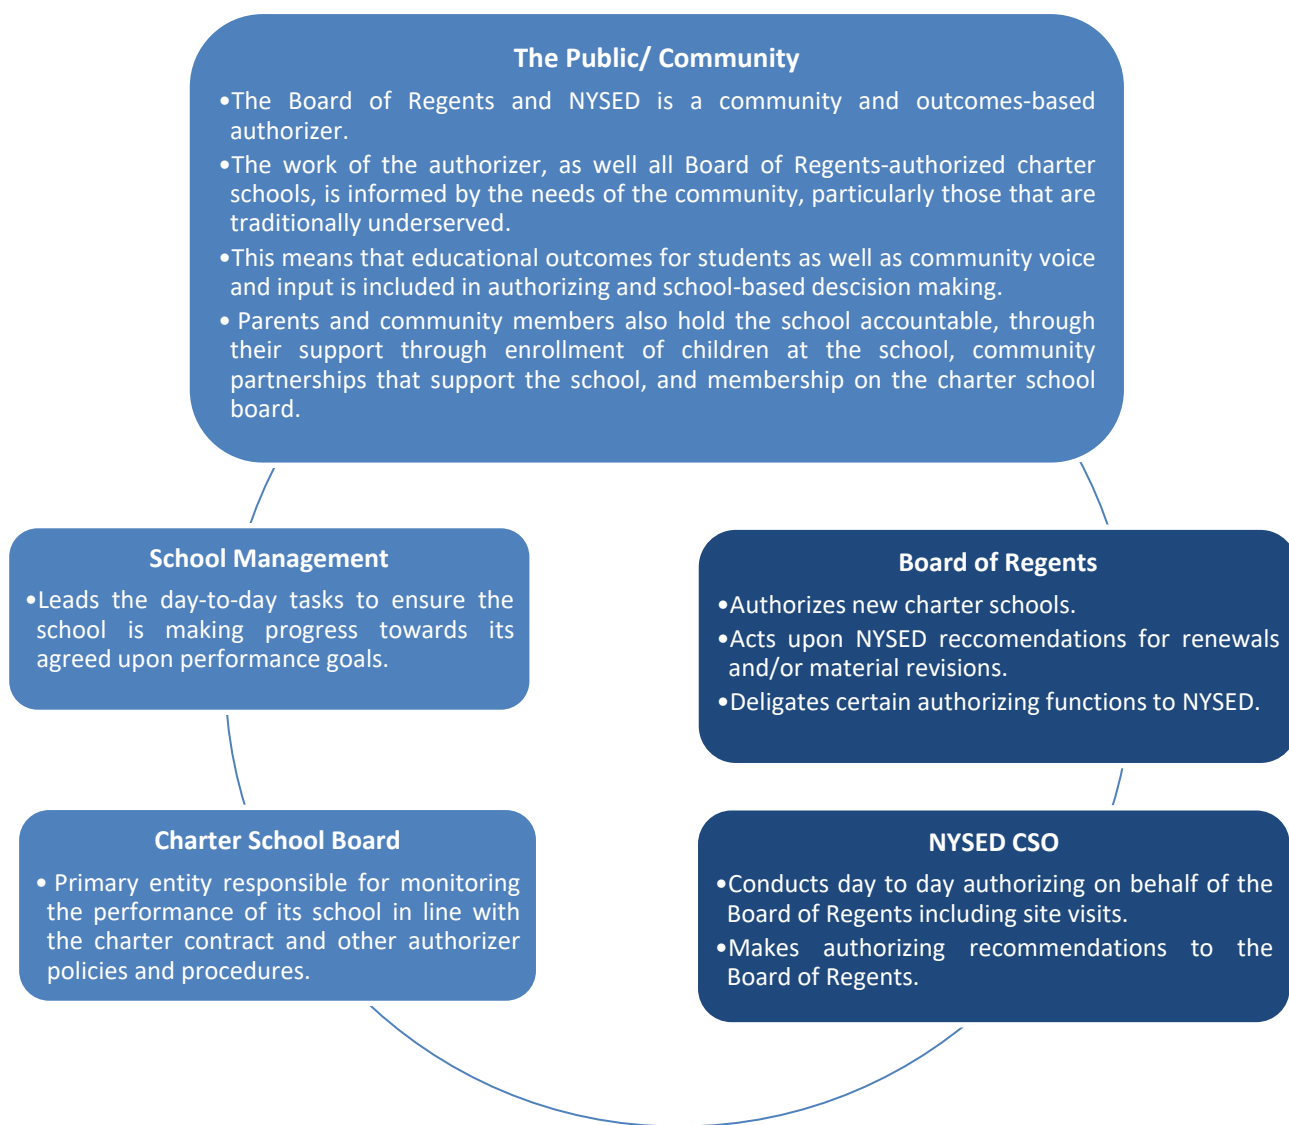 The Public/ Community
•The Board of Regents and NYSED is a community and outcomes-based
authorizer.
•The work of the authorizer, as well all Board of Regents-authorized charter
schools, is informed by the needs of the community, particularly those that are
traditionally underserved.
•This means that educational outcomes for students as well as community voice
and input is included in authorizing and school-based descision making.
• Parents and community members also hold the school accountable, through
their support through enrollment of children at the school, community
partnerships that support the school, and membership on the charter school
board.
School Management
•Leads the day-to-day tasks to ensure the
school is making progress towards its
agreed upon performance goals.
Board of Regents
•Authorizes new charter schools.
•Acts upon NYSED reccomendations for renewals
and/or material revisions.
•Deligates certain authorizing functions to NYSED.
Charter School Board
• Primary entity responsible for monitoring
the performance of its school in line with
the charter contract and other authorizer
policies and procedures.
NYSED CSO
•Conducts day to day authorizing on behalf of the
Board of Regents including site visits.
•Makes authorizing recommendations to the
Board of Regents.